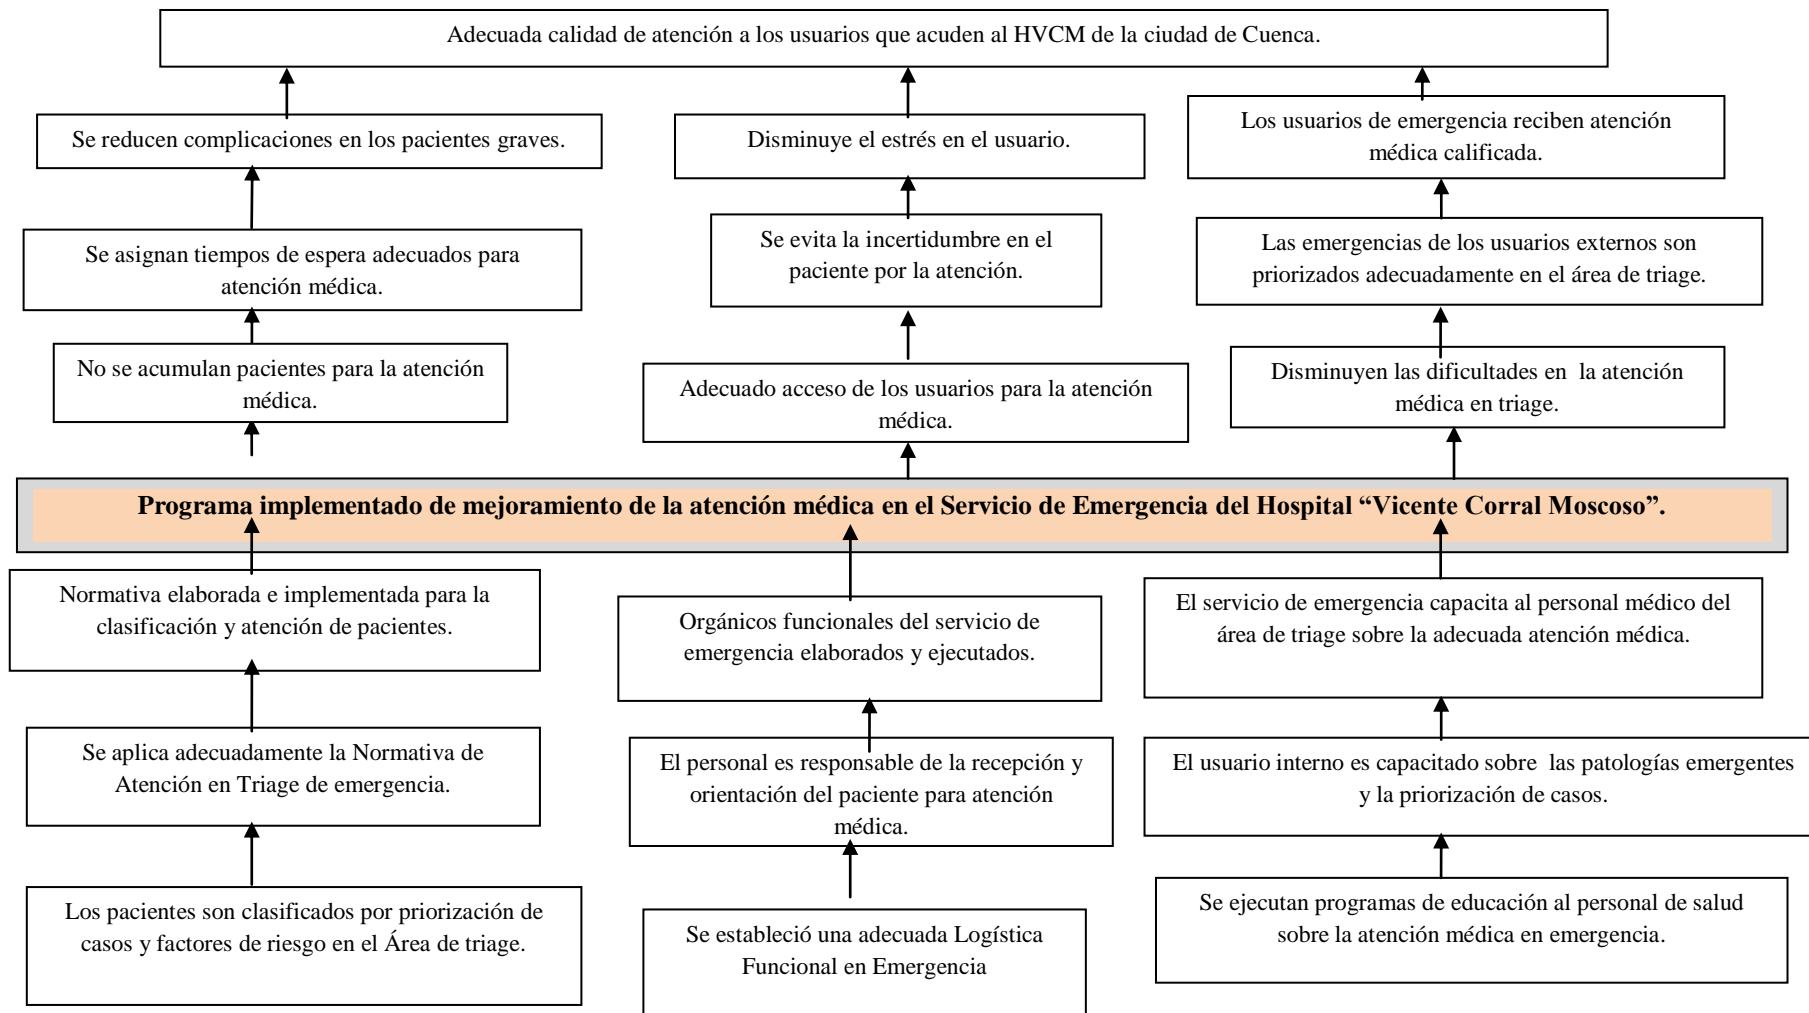 Adecuada calidad de atención a los usuarios que acuden al HVCM de la ciudad de Cuenca.
Se reducen complicaciones en los pacientes graves.
Disminuye el estrés en el usuario.
Los usuarios de emergencia reciben atención
médica calificada.
Se asignan tiempos de espera adecuados para
atención médica.
Se evita la incertidumbre en el
paciente por la atención.
Las emergencias de los usuarios externos son
priorizados adecuadamente en el área de triage.
No se acumulan pacientes para la atención
médica.
Adecuado acceso de los usuarios para la atención
médica.
Disminuyen las dificultades en  la atención
médica en triage.
Programa implementado de mejoramiento de la atención médica en el Servicio de Emergencia del Hospital “Vicente Corral Moscoso”.
Normativa elaborada e implementada para la
clasificación y atención de pacientes.
Orgánicos funcionales del servicio de
emergencia elaborados y ejecutados.
El servicio de emergencia capacita al personal médico del
área de triage sobre la adecuada atención médica.
Se aplica adecuadamente la Normativa de
Atención en Triage de emergencia.
El personal es responsable de la recepción y
orientación del paciente para atención
médica.
El usuario interno es capacitado sobre  las patologías emergentes
y la priorización de casos.
Los pacientes son clasificados por priorización de
casos y factores de riesgo en el Área de triage.
Se estableció una adecuada Logística
Funcional en Emergencia
Se ejecutan programas de educación al personal de salud
sobre la atención médica en emergencia.